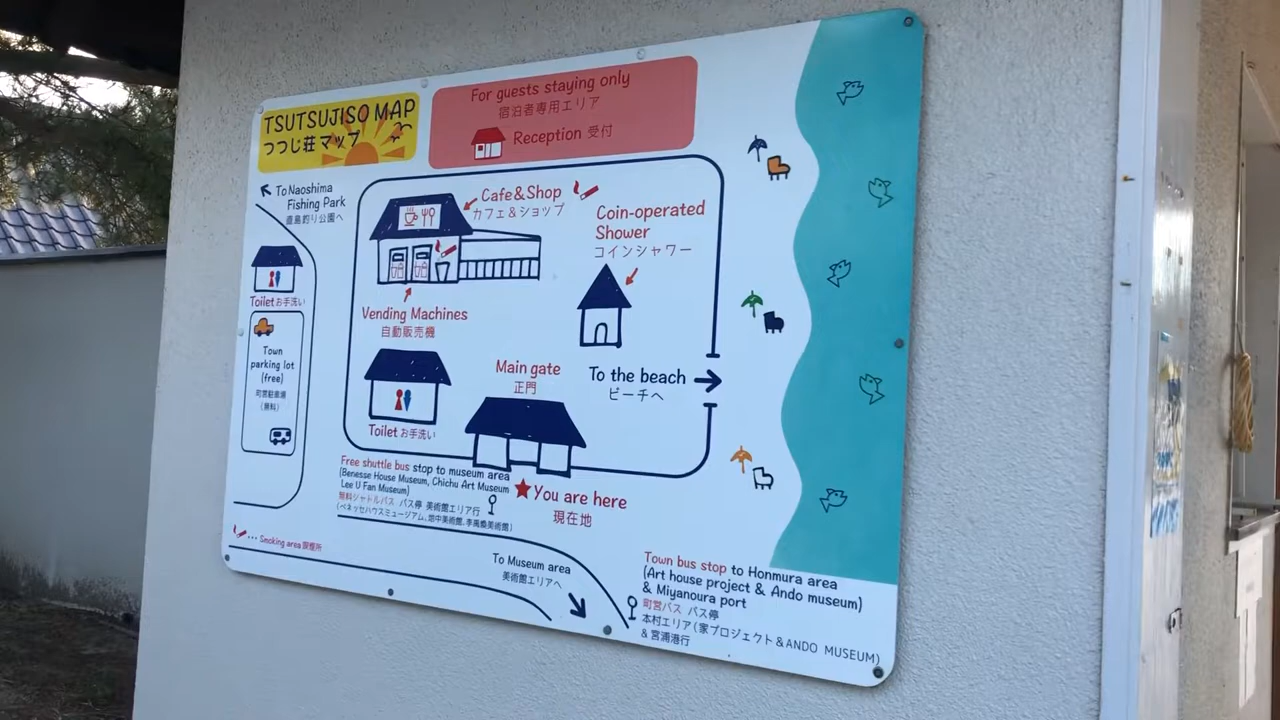 TSUTSUJISO MAP
つつじ荘マップ
For guests staying only
宿泊者専用エリア
Reception 受付
To Naoshima
Fishing Park
直島釣り公園へ
Cafe&Shop
カフェ&ショップ
Coin-operated
Shower
コインシャワー
Toilet お手洗い
Vending Machines
自動販売機
Town
parking lot
(free)
町営駐車場
(無料)
Main gate
正門
To the beach
ビーチへ
Toilet お手洗い
Free shuttle bus stop to museum area
(Benesse House Museum, Chichu Art Museum
Lee U Fan Museum)
無料シャトルバス バス停 美術館エリア行
(ベネッセハウスミュージアム、地中美術館、李禹煥美術館)
You are here
現在地
... Smoking area 喫煙所
To Museum area
美術館エリアへ
Town bus stop to Honmura area
(Art house project & Ando museum)
& Miyanoura port
町営バス バス停
本村エリア(家プロジェクト&ANDO MUSEUM)
& 宮浦港行